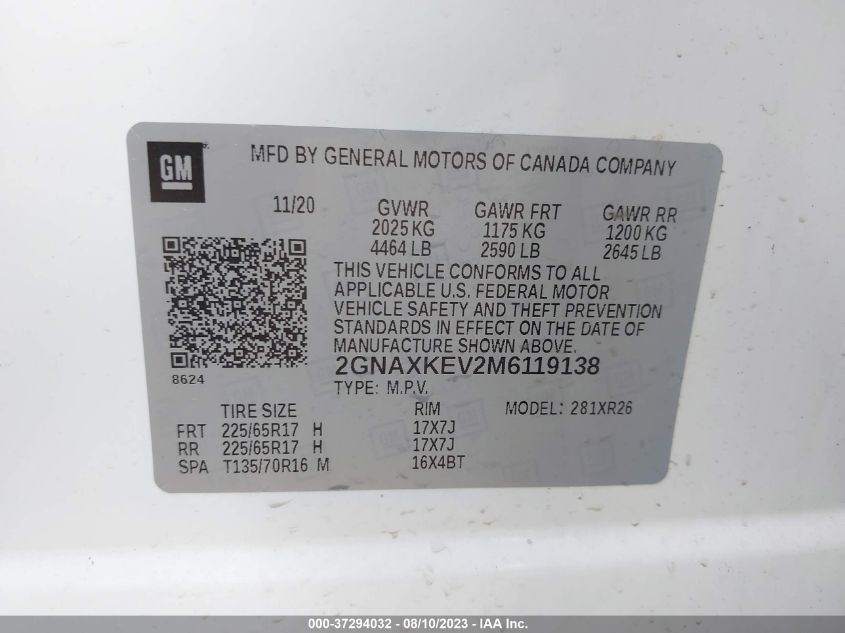 GM
MFD BY GENERAL MOTORS OF CANADA COMPANY
11/20 GVWR GAWR FRT GAWR RR
2025 KG 1175 KG 1200 KG
4464 LB 2590 LB 2645 LB
THIS VEHICLE CONFORMS TO ALL
APPLICABLE U.S. FEDERAL MOTOR
VEHICLE SAFETY AND THEFT PREVENTION
STANDARDS IN EFFECT ON THE DATE OF
MANUFACTURE SHOWN ABOVE.
8624
2GNAXKEV2M6119138
TYPE: M.P.V.
TIRE SIZE RIM MODEL: 281XR26
FRT 225/65R17 H 17X7J
RR 225/65R17 H 17X7J
SPA T135/70R16 M 16X4BT
000-37294032 - 08/10/2023 - IAA Inc.